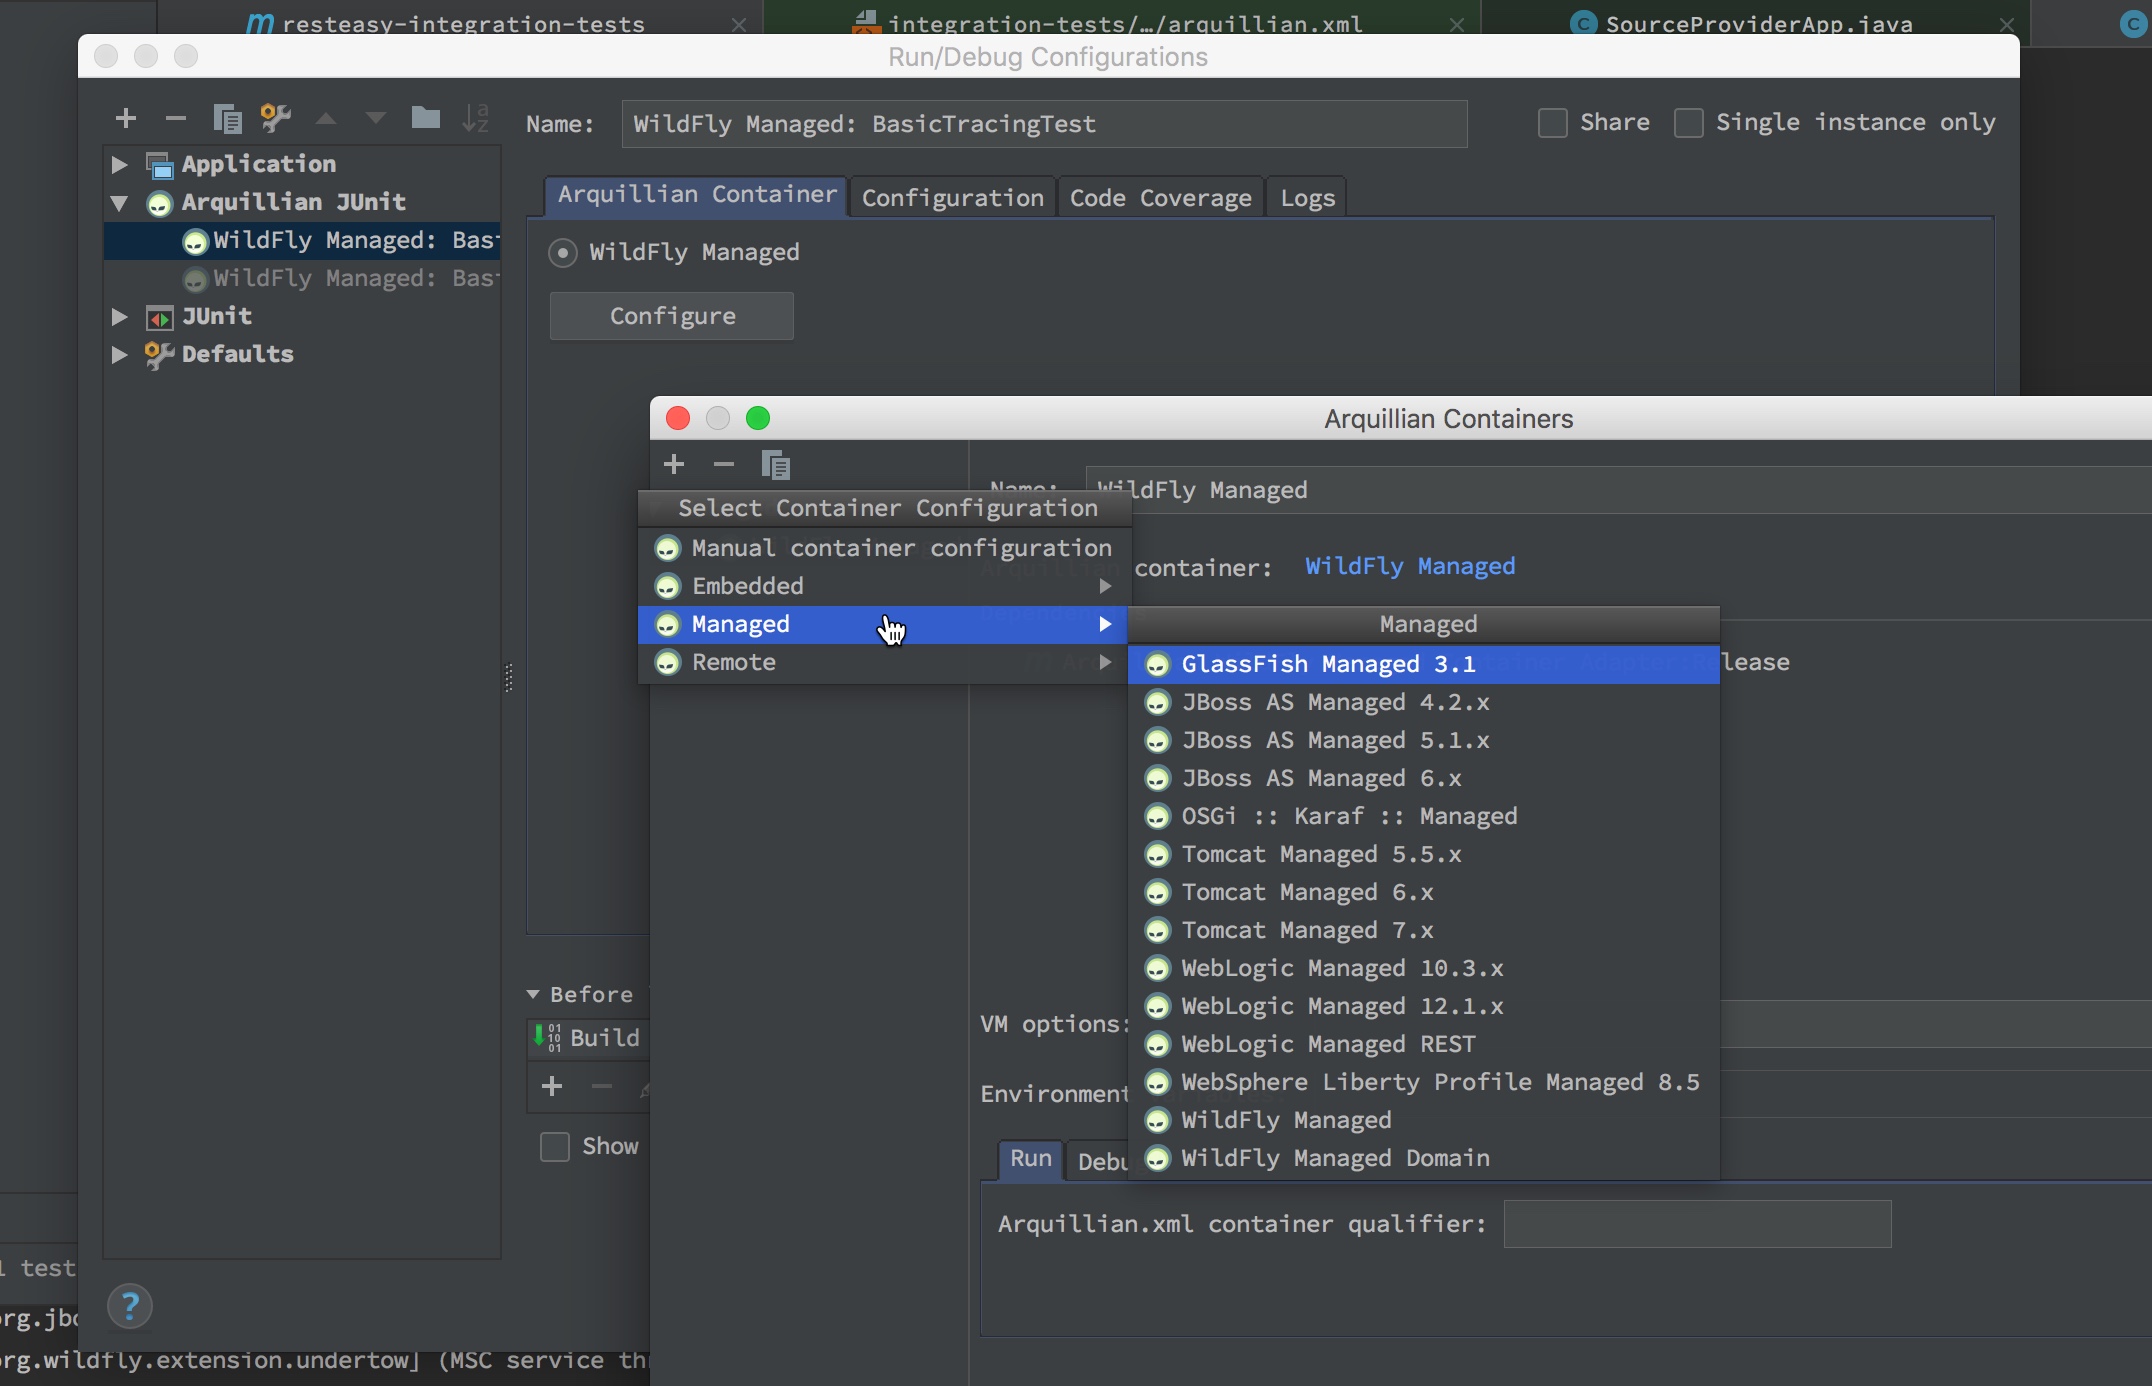 resteasy-integration-tests
integration-tests/…/arquillian.xml
SourceProviderApp.java
Run/Debug Configurations
Name: WildFly Managed: BasicTracingTest
Share
Single instance only
Application
Arquillian JUnit
WildFly Managed: Bas
WildFly Managed: Bas
JUnit
Defaults
Arquillian Container
Configuration
Code Coverage
Logs
WildFly Managed
Configure
Arquillian Containers
Name: WildFly Managed
Select Container Configuration
Manual container configuration
Embedded
Managed
Remote
Arquillian container: WildFly Managed
Managed
GlassFish Managed 3.1
JBoss AS Managed 4.2.x
JBoss AS Managed 5.1.x
JBoss AS Managed 6.x
OSGi :: Karaf :: Managed
Tomcat Managed 5.5.x
Tomcat Managed 6.x
Tomcat Managed 7.x
WebLogic Managed 10.3.x
WebLogic Managed 12.1.x
WebLogic Managed REST
WebSphere Liberty Profile Managed 8.5
WildFly Managed
WildFly Managed Domain
lease
Before
Build
Show
VM options:
Environment
Run
Debu
Arquillian.xml container qualifier:
?
l test
org.jbo
org.wildfly.extension.undertow] (MSC service th